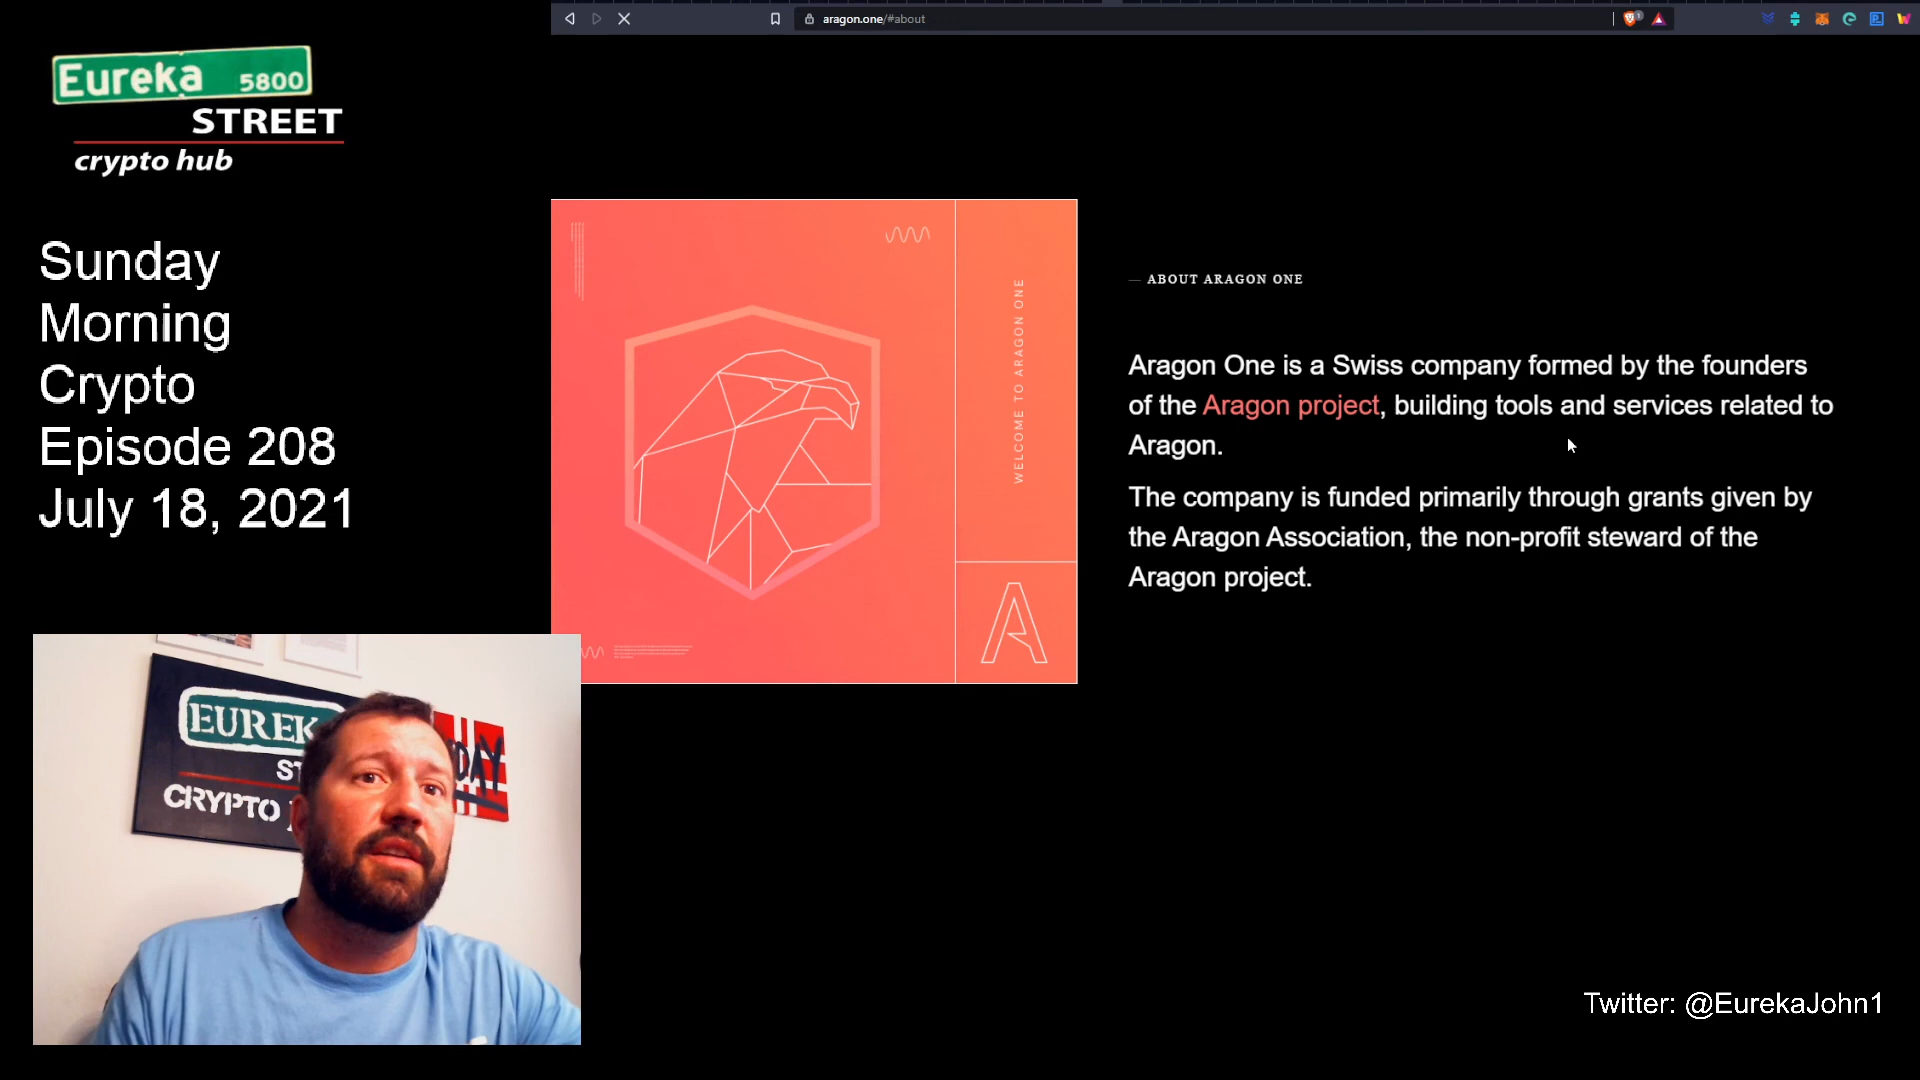 aragon.one/#about
Eureka 5800
STREET
crypto hub
Sunday
Morning
Crypto
Episode 208
July 18, 2021
WELCOME TO ARAGON ONE
A
— ABOUT ARAGON ONE
Aragon One is a Swiss company formed by the founders
of the Aragon project, building tools and services related to
Aragon.
The company is funded primarily through grants given by
the Aragon Association, the non-profit steward of the
Aragon project.
EUREK
ST
CRYPTO
DAY
Twitter: @EurekaJohn1